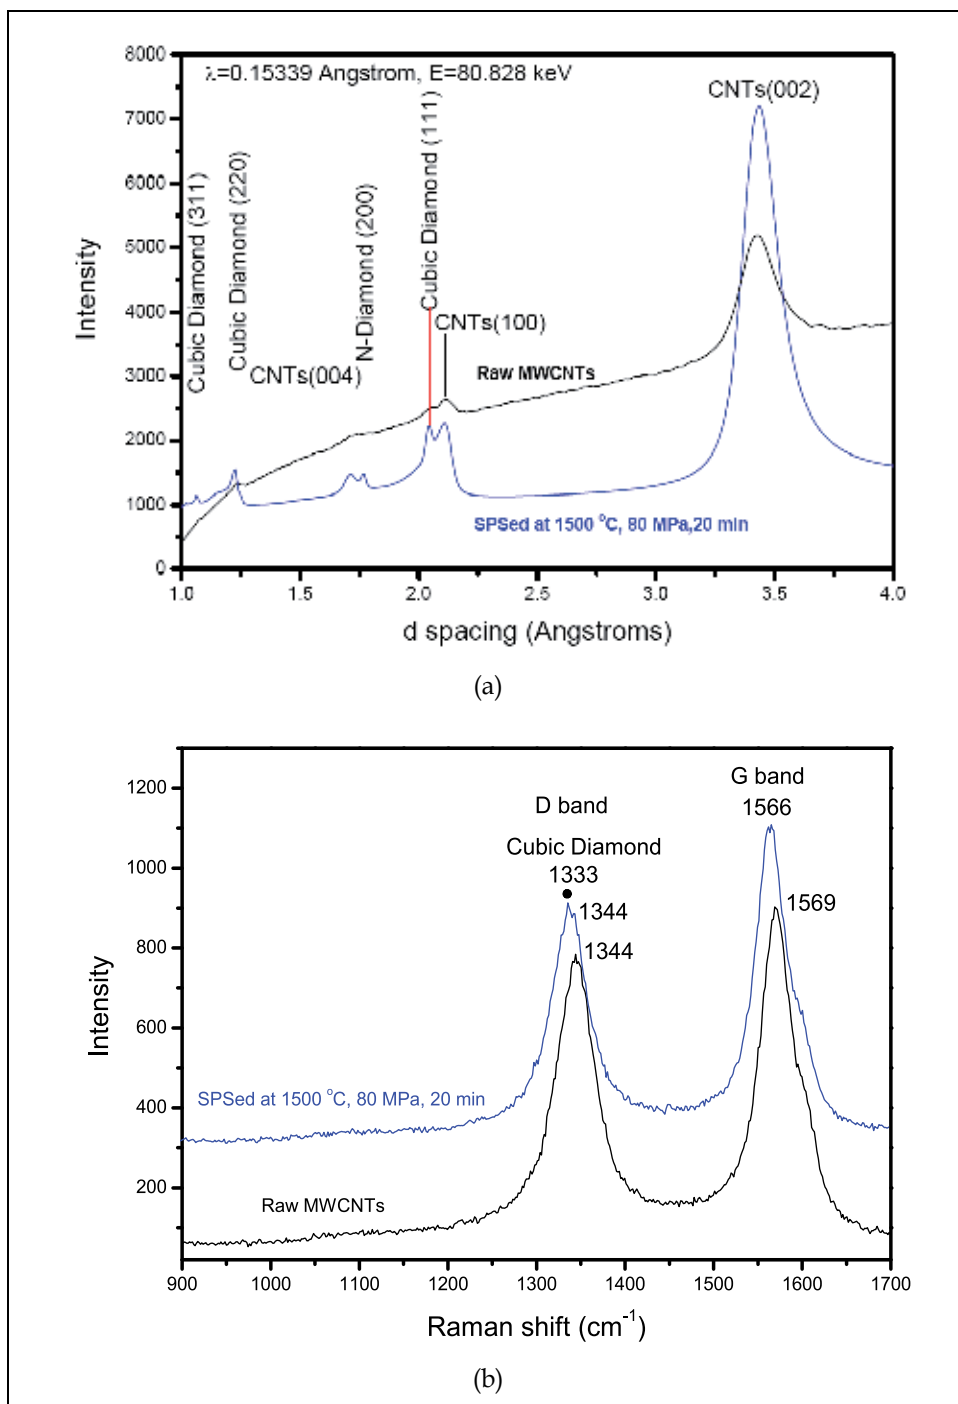 λ=0.15339 Angstrom, E=80.828 keV
CNTs(002)
Cubic Diamond (311)
Cubic Diamond (220)
CNTs(004)
N-Diamond (200)
Cubic Diamond (111)
CNTs(100)
Raw MWCNTs
SPSed at 1500 °C, 80 MPa,20 min
Intensity
8000
7000
6000
5000
4000
3000
2000
1000
0
1.0 1.5 2.0 2.5 3.0 3.5 4.0
d spacing (Angstroms)
(a)
G band
1566
D band
Cubic Diamond
1333
1344
1344
1569
SPSed at 1500 °C, 80 MPa, 20 min
Raw MWCNTs
Intensity
1200
1000
800
600
400
200
900 1000 1100 1200 1300 1400 1500 1600 1700
Raman shift (cm⁻¹)
(b)